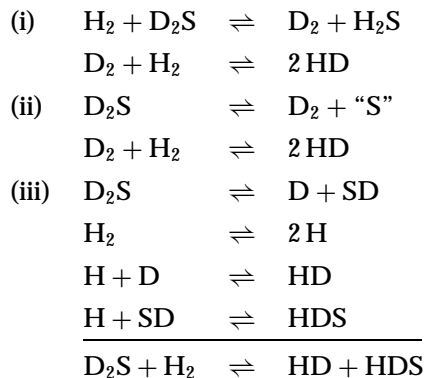 (i) H₂ + D₂S ⇌ D₂ + H₂S
D₂ + H₂ ⇌ 2 HD
(ii) D₂S ⇌ D₂ + “S”
D₂ + H₂ ⇌ 2 HD
(iii) D₂S ⇌ D + SD
H₂ ⇌ 2 H
H + D ⇌ HD
H + SD ⇌ HDS
D₂S + H₂ ⇌ HD + HDS